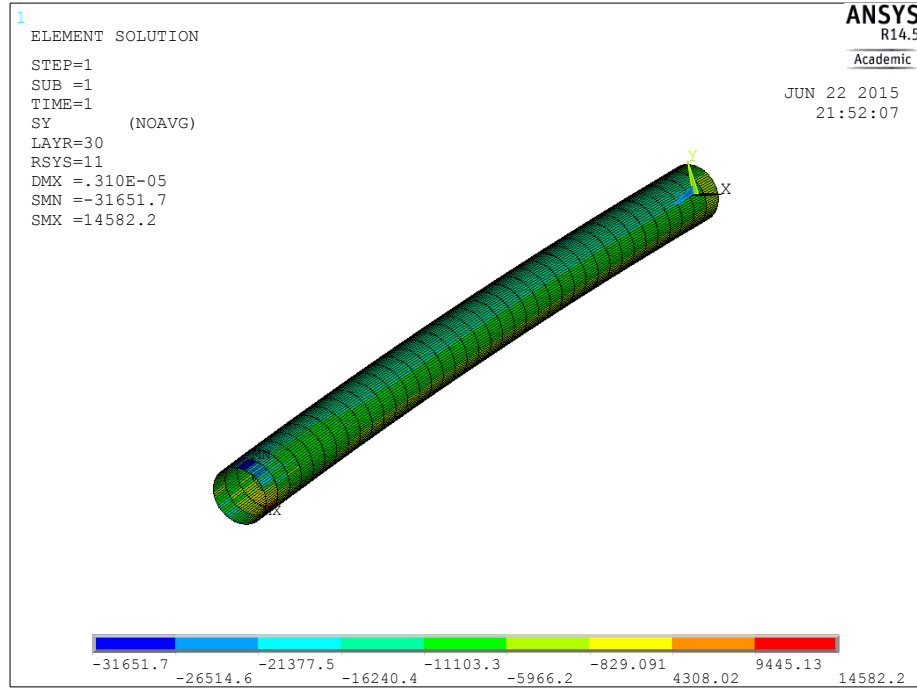 1
ELEMENT SOLUTION
STEP=1
SUB =1
TIME=1
SY (NOAVG)
LAYR=30
RSYS=11
DMX =.310E-05
SMN =-31651.7
SMX =14582.2
ANSYS
R14.5
Academic
JUN 22 2015
21:52:07
Y
X
MX
-31651.7 -21377.5 -11103.3 -829.091 9445.13
-26514.6 -16240.4 -5966.2 4308.02 14582.2